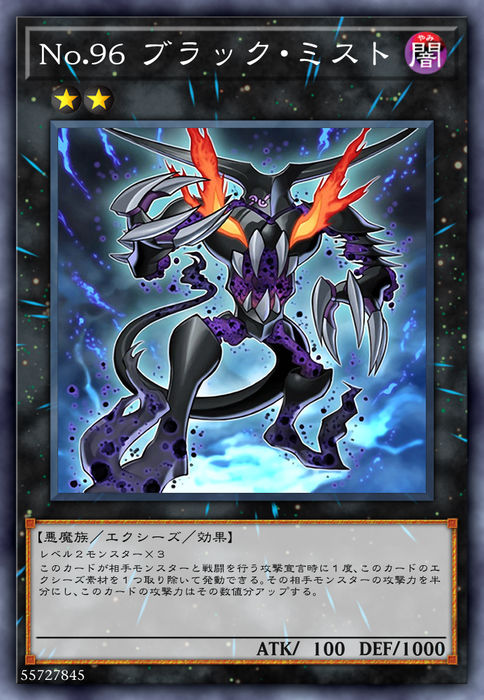 No.96 ブラック・ミスト
やみ
闇
【悪魔族／エクシーズ／効果】
レベル２モンスター×３
このカードが相手モンスターと戦闘を行う攻撃宣言時に１度、このカードのエ
クシーズ素材を１つ取り除いて発動できる。その相手モンスターの攻撃力を半
分にし、このカードの攻撃力はその数値分アップする。
ATK/ 100 DEF/1000
55727845